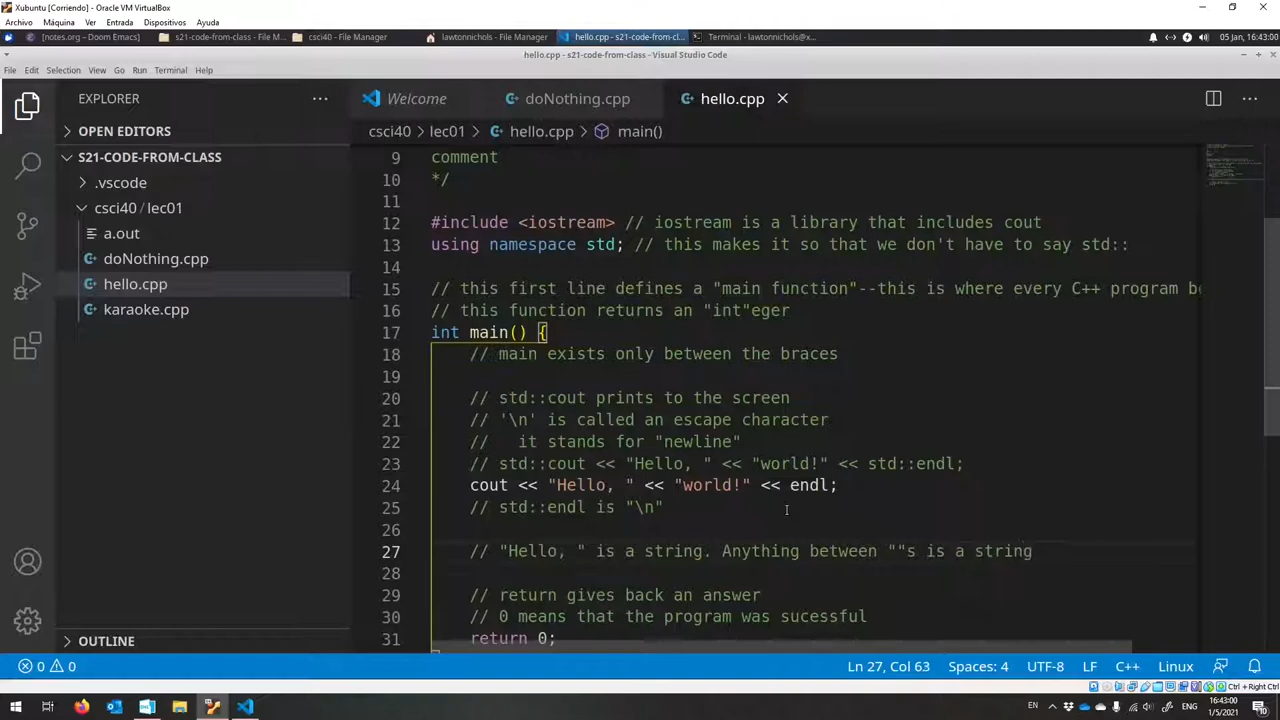 Xubuntu [Corriendo] - Oracle VM VirtualBox
Archivo Máquina Ver Entrada Dispositivos Ayuda
[notes.org ~ Doom Emacs] s21-code-from-class - File M... csci40 - File Manager lawtonnichols - File Manager hello.cpp - s21-code-from-cl... Terminal - lawtonnichols@x... 05 Jan, 16:43:00
hello.cpp - s21-code-from-class - Visual Studio Code
File Edit Selection View Go Run Terminal Help
EXPLORER
OPEN EDITORS
S21-CODE-FROM-CLASS
.vscode
csci40 / lec01
a.out
doNothing.cpp
hello.cpp
karaoke.cpp
OUTLINE
Welcome doNothing.cpp hello.cpp
csci40 > lec01 > hello.cpp > main()
9 comment
10 */
11
12 #include <iostream> // iostream is a library that includes cout
13 using namespace std; // this makes it so that we don't have to say std::
14
15 // this first line defines a "main function"--this is where every C++ program be
16 // this function returns an "int"eger
17 int main() {
18 // main exists only between the braces
19
20 // std::cout prints to the screen
21 // '\n' is called an escape character
22 // it stands for "newline"
23 // std::cout << "Hello, " << "world!" << std::endl;
24 cout << "Hello, " << "world!" << endl;
25 // std::endl is "\n"
26
27 // "Hello, " is a string. Anything between ""s is a string
28
29 // return gives back an answer
30 // 0 means that the program was sucessful
31 return 0;
0 0 Ln 27, Col 63 Spaces: 4 UTF-8 LF C++ Linux
Ctrl + Right Ctrl
EN 16:43:00
1/5/2021